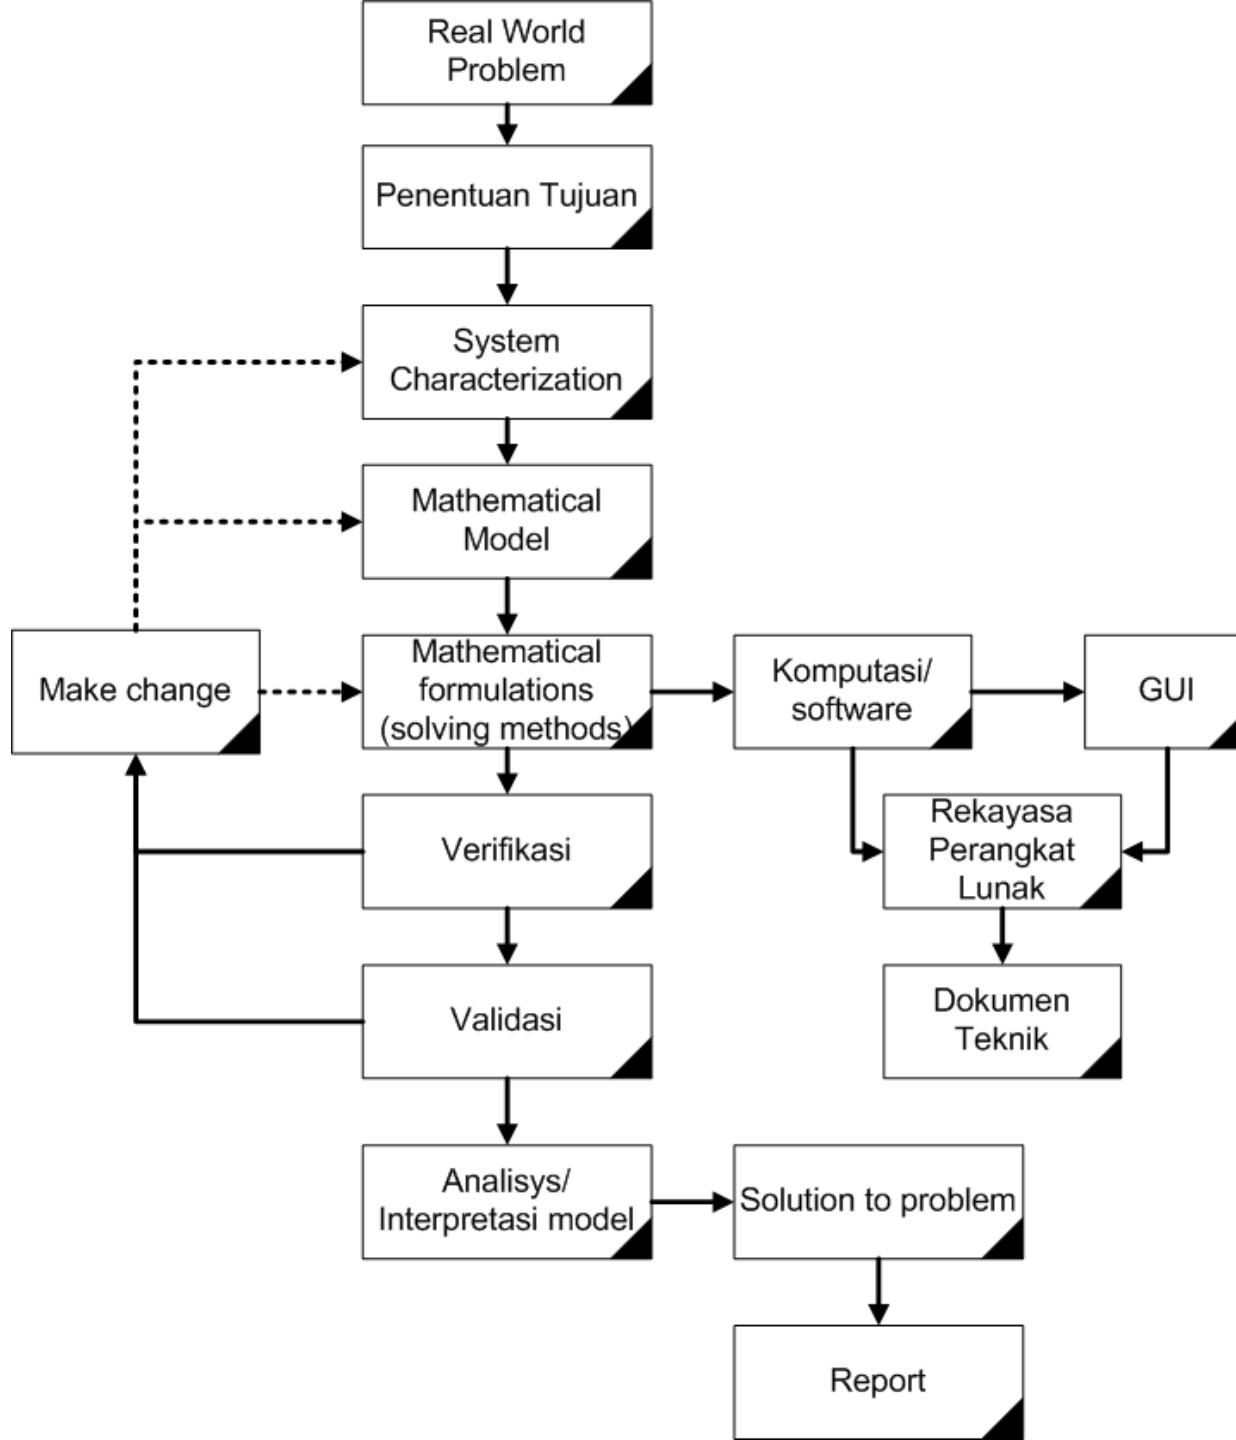 Real World
Problem
Penentuan Tujuan
System
Characterization
Mathematical
Model
Make change
Mathematical
formulations
(solving methods)
Komputasi/
software
GUI
Verifikasi
Rekayasa
Perangkat
Lunak
Validasi
Dokumen
Teknik
Analisys/
Interpretasi model
Solution to problem
Report